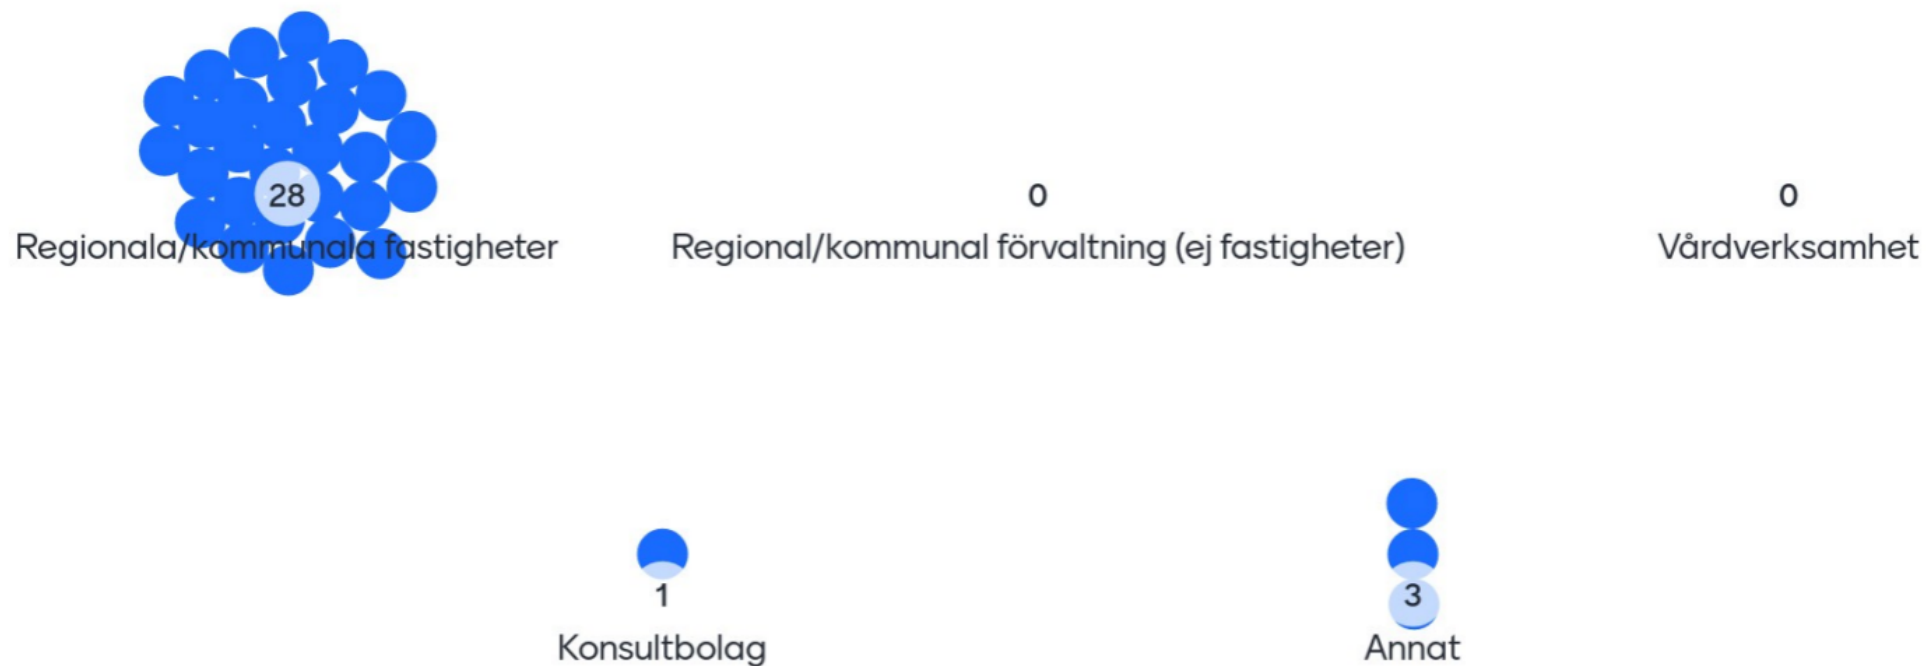 28
Regionala/kommunala fastigheter
0
Regional/kommunal förvaltning (ej fastigheter)
0
Vårdverksamhet
1
Konsultbolag
3
Annat